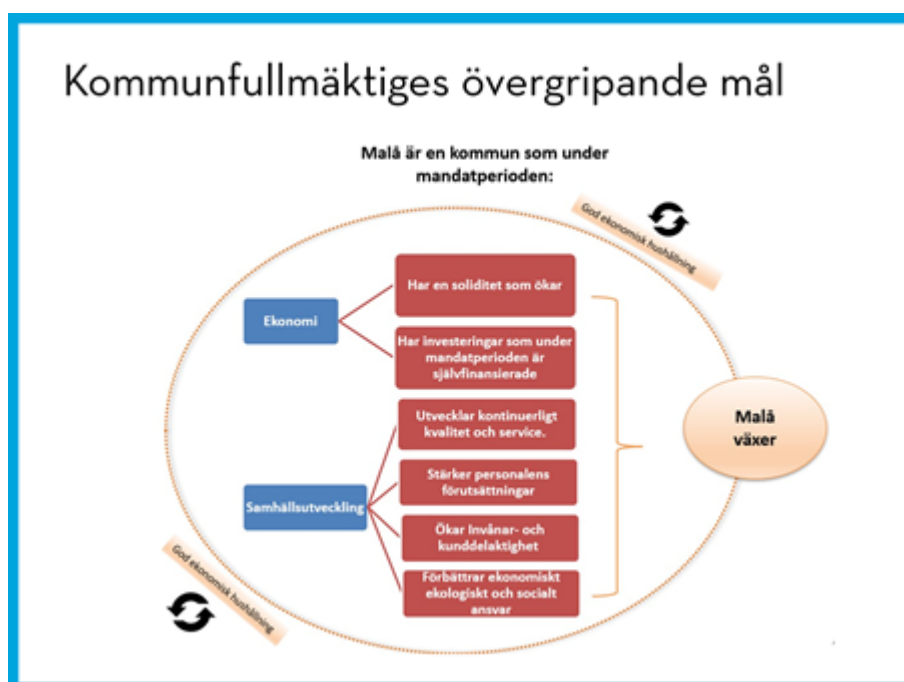 Kommunfullmäktiges övergripande mål
Malå är en kommun som under
mandatperioden:
God ekonomisk hushållning
Ekonomi
Har en soliditet som ökar
Har investeringar som under
mandatperioden är
självfinansierade
Malå
växer
Samhällsutveckling
Utvecklar kontinuerligt
kvalitet och service.
Stärker personalens
förutsättningar
Ökar Invånar- och
kunddelaktighet
Förbättrar ekonomiskt
ekologiskt och socialt
ansvar
God ekonomisk hushållning